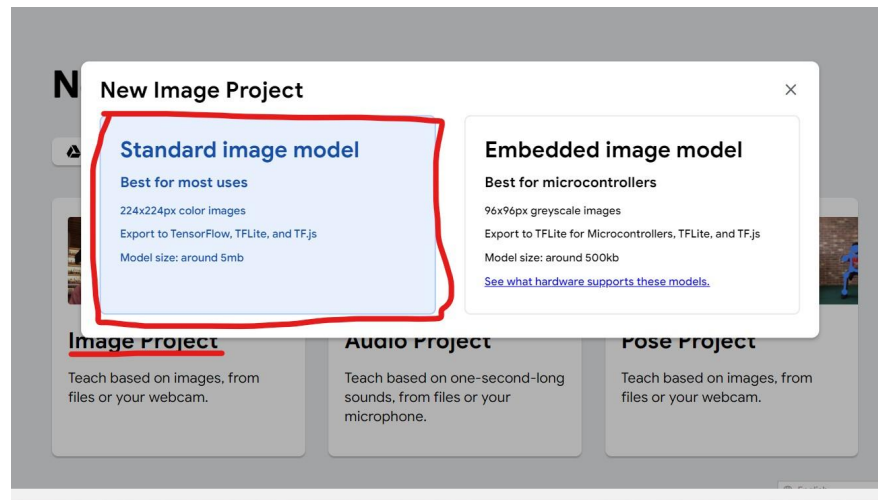 N
New Image Project
Standard image model
Best for most uses
224x224px color images
Export to TensorFlow, TFLite, and TF.js
Model size: around 5mb
Embedded image model
Best for microcontrollers
96x96px greyscale images
Export to TFLite for Microcontrollers, TFLite, and TF.js
Model size: around 500kb
See what hardware supports these models.
Image Project
Teach based on images, from
files or your webcam.
Audio Project
Teach based on one-second-long
sounds, from files or your
microphone.
Pose Project
Teach based on images, from
files or your webcam.